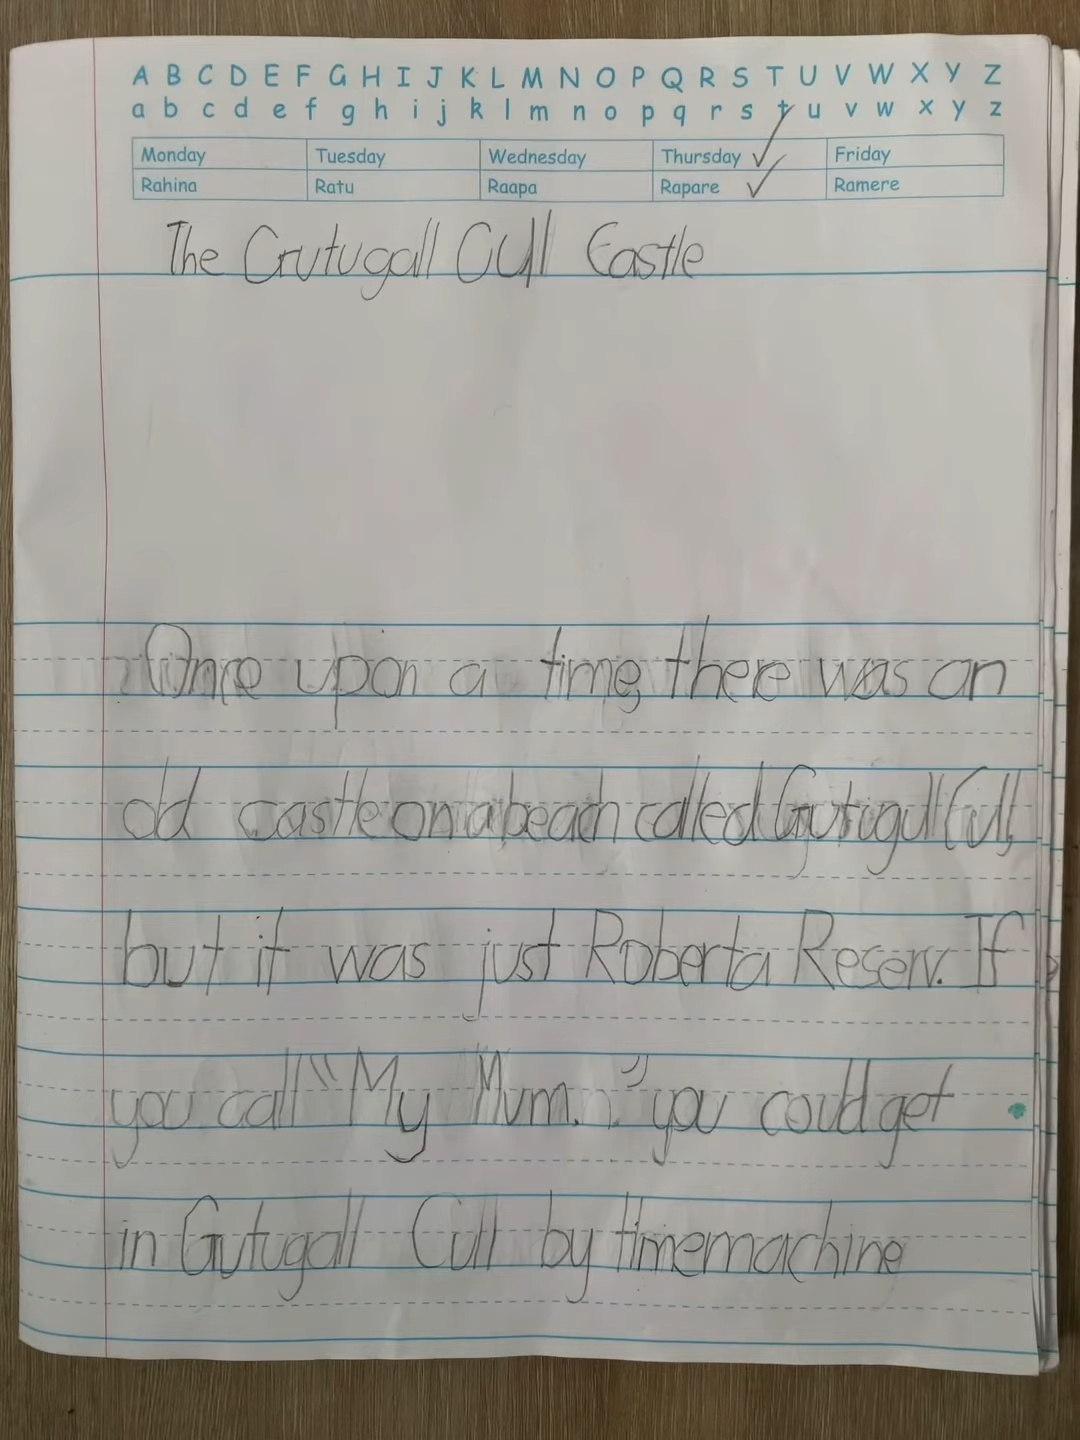 A B C D E F G H I J K L M N O P Q R S T U V W X Y Z
a b c d e f g h i j k l m n o p q r s t u v w x y z
Monday Tuesday Wednesday Thursday ✓ Friday
Rahina Ratu Raapa Rapare ✓ Ramere
The Grutugall Cull Castle
Once upon a time, there was an
old castle on a beach called Gutigull Cull,
but it was just Roberta Reserv. If
you call "My Mum..." you could get
in Gutugall Cull by timemachine